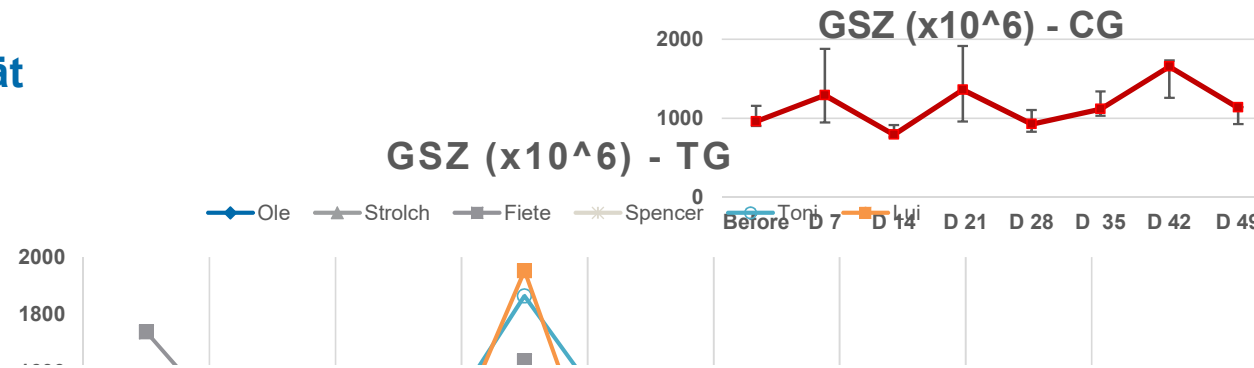 GSZ (x10^6) - CG
2000
ät
1000
GSZ (x10^6) - TG
0
Ole Strolch Fiete Spencer Toni Lui
Before D 7 D 14 D 21 D 28 D 35 D 42 D 49
2000
1800